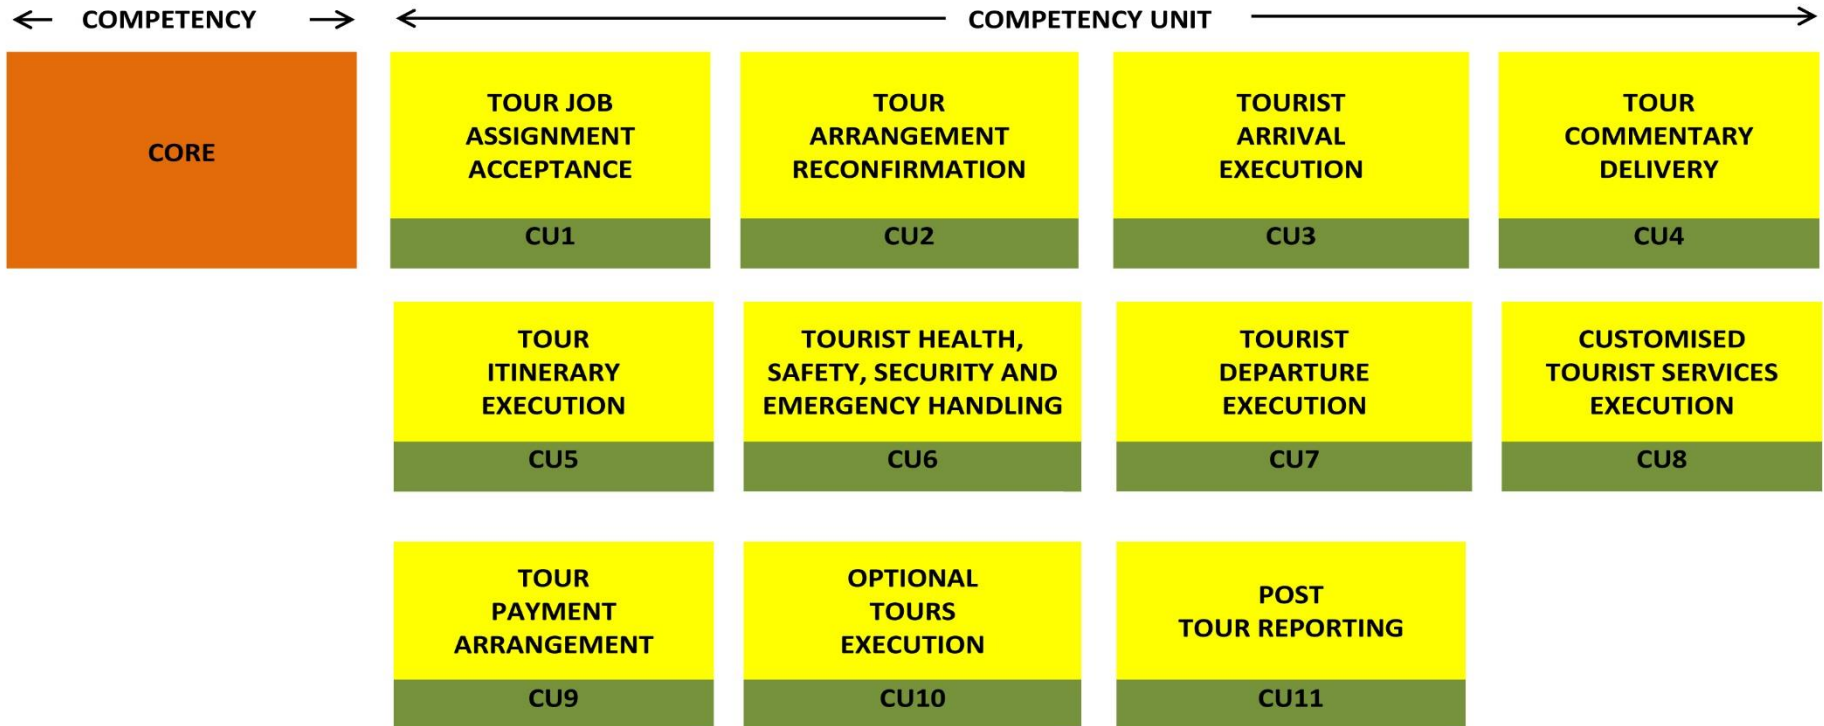 COMPETENCY
COMPETENCY UNIT
CORE
TOUR JOB
ASSIGNMENT
ACCEPTANCE
CU1
TOUR
ARRANGEMENT
RECONFIRMATION
CU2
TOURIST
ARRIVAL
EXECUTION
CU3
TOUR
COMMENTARY
DELIVERY
CU4
TOUR
ITINERARY
EXECUTION
CU5
TOURIST HEALTH,
SAFETY, SECURITY AND
EMERGENCY HANDLING
CU6
TOURIST
DEPARTURE
EXECUTION
CU7
CUSTOMISED
TOURIST SERVICES
EXECUTION
CU8
TOUR
PAYMENT
ARRANGEMENT
CU9
OPTIONAL
TOURS
EXECUTION
CU10
POST
TOUR REPORTING
CU11